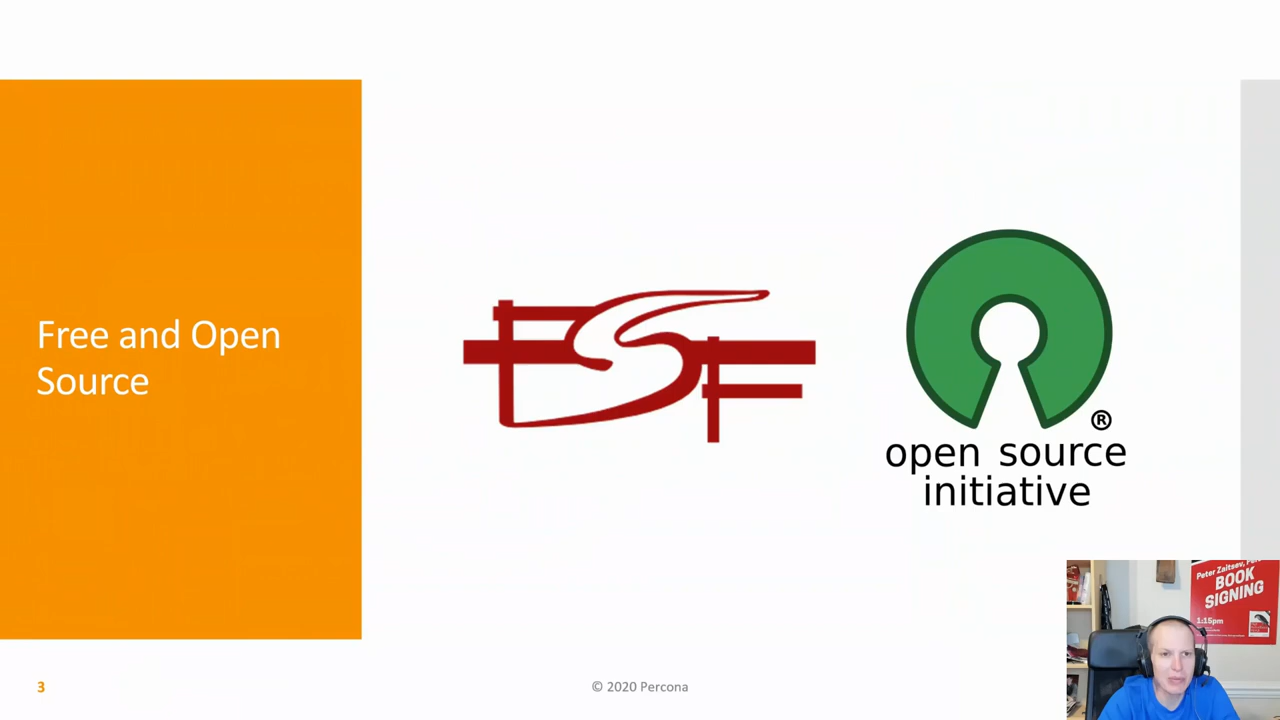 Free and Open
Source
FSF
®
open source
initiative
Peter Zaitsev,
BOOK
SIGNING
1:15pm
3
© 2020 Percona